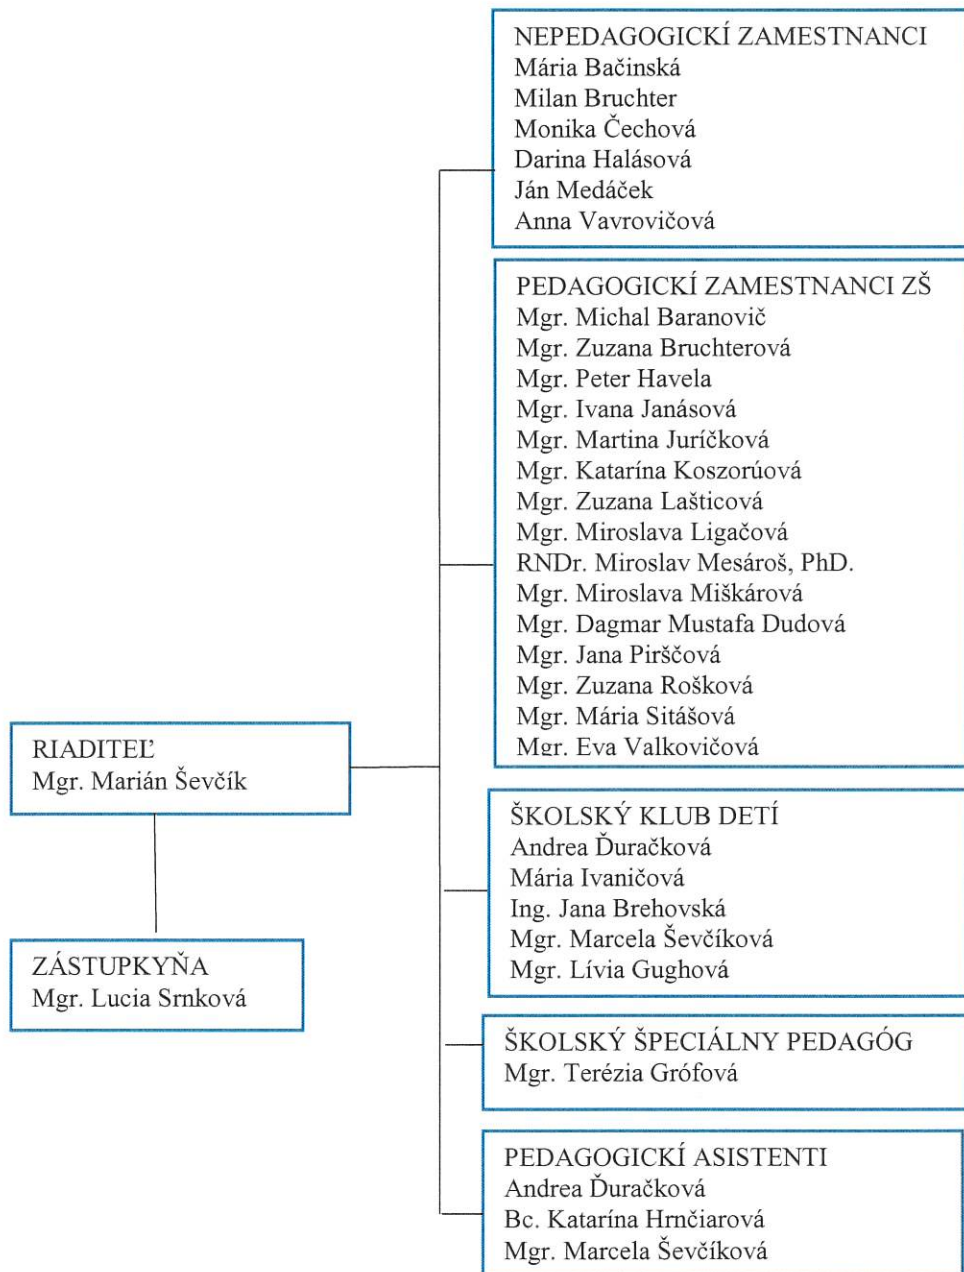 NEPEDAGOGICKÍ ZAMESTNANCI
Mária Bačinská
Milan Bruchter
Monika Čechová
Darina Halásová
Ján Medáček
Anna Vavrovičová
PEDAGOGICKÍ ZAMESTNANCI ZŠ
Mgr. Michal Baranovič
Mgr. Zuzana Bruchterová
Mgr. Peter Havela
Mgr. Ivana Janásová
Mgr. Martina Juríčková
Mgr. Katarína Koszorúová
Mgr. Zuzana Lašticová
Mgr. Miroslava Ligačová
RNDr. Miroslav Mesároš, PhD.
Mgr. Miroslava Miškárová
Mgr. Dagmar Mustafa Dudová
Mgr. Jana Pirščová
Mgr. Zuzana Rošková
Mgr. Mária Sitášová
Mgr. Eva Valkovičová
RIADITEĽ
Mgr. Marián Ševčík
ZÁSTUPKYŇA
Mgr. Lucia Srnková
ŠKOLSKÝ KLUB DETÍ
Andrea Ďuračková
Mária Ivaničová
Ing. Jana Brehovská
Mgr. Marcela Ševčíková
Mgr. Lívia Gughová
ŠKOLSKÝ ŠPECIÁLNY PEDAGÓG
Mgr. Terézia Grófová
PEDAGOGICKÍ ASISTENTI
Andrea Ďuračková
Bc. Katarína Hrnčiarová
Mgr. Marcela Ševčíková